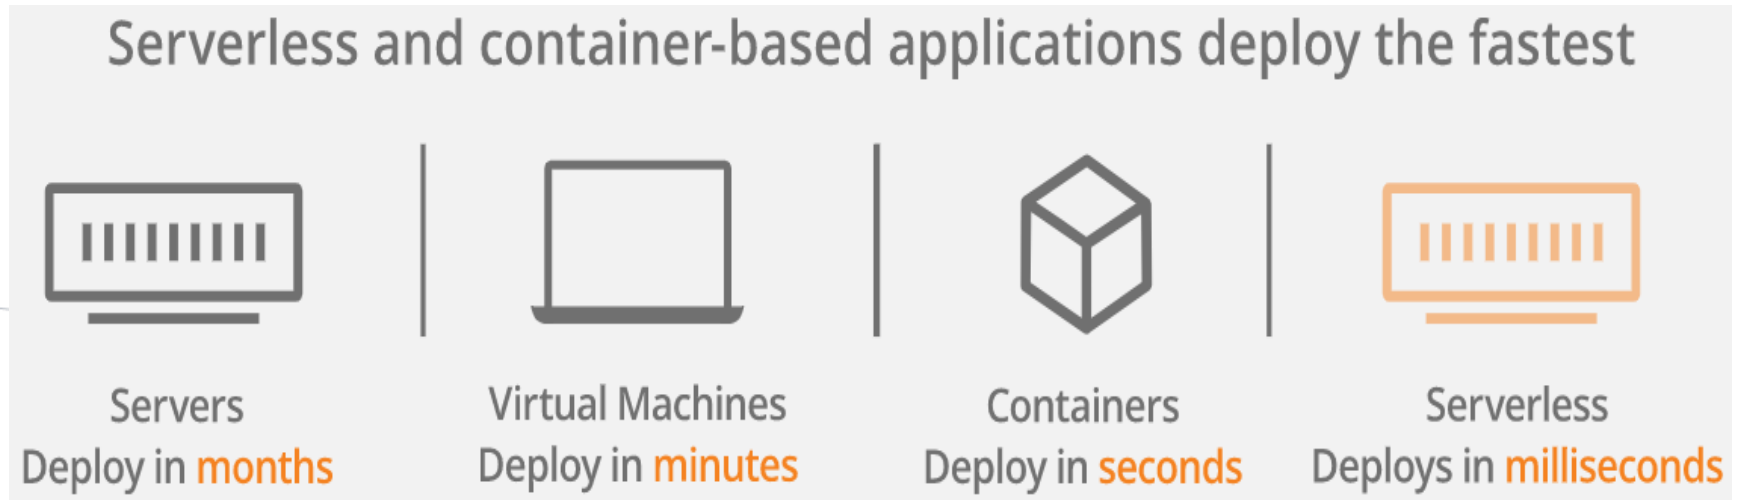 Serverless and container-based applications deploy the fastest
Servers
Deploy in months
Virtual Machines
Deploy in minutes
Containers
Deploy in seconds
Serverless
Deploys in milliseconds